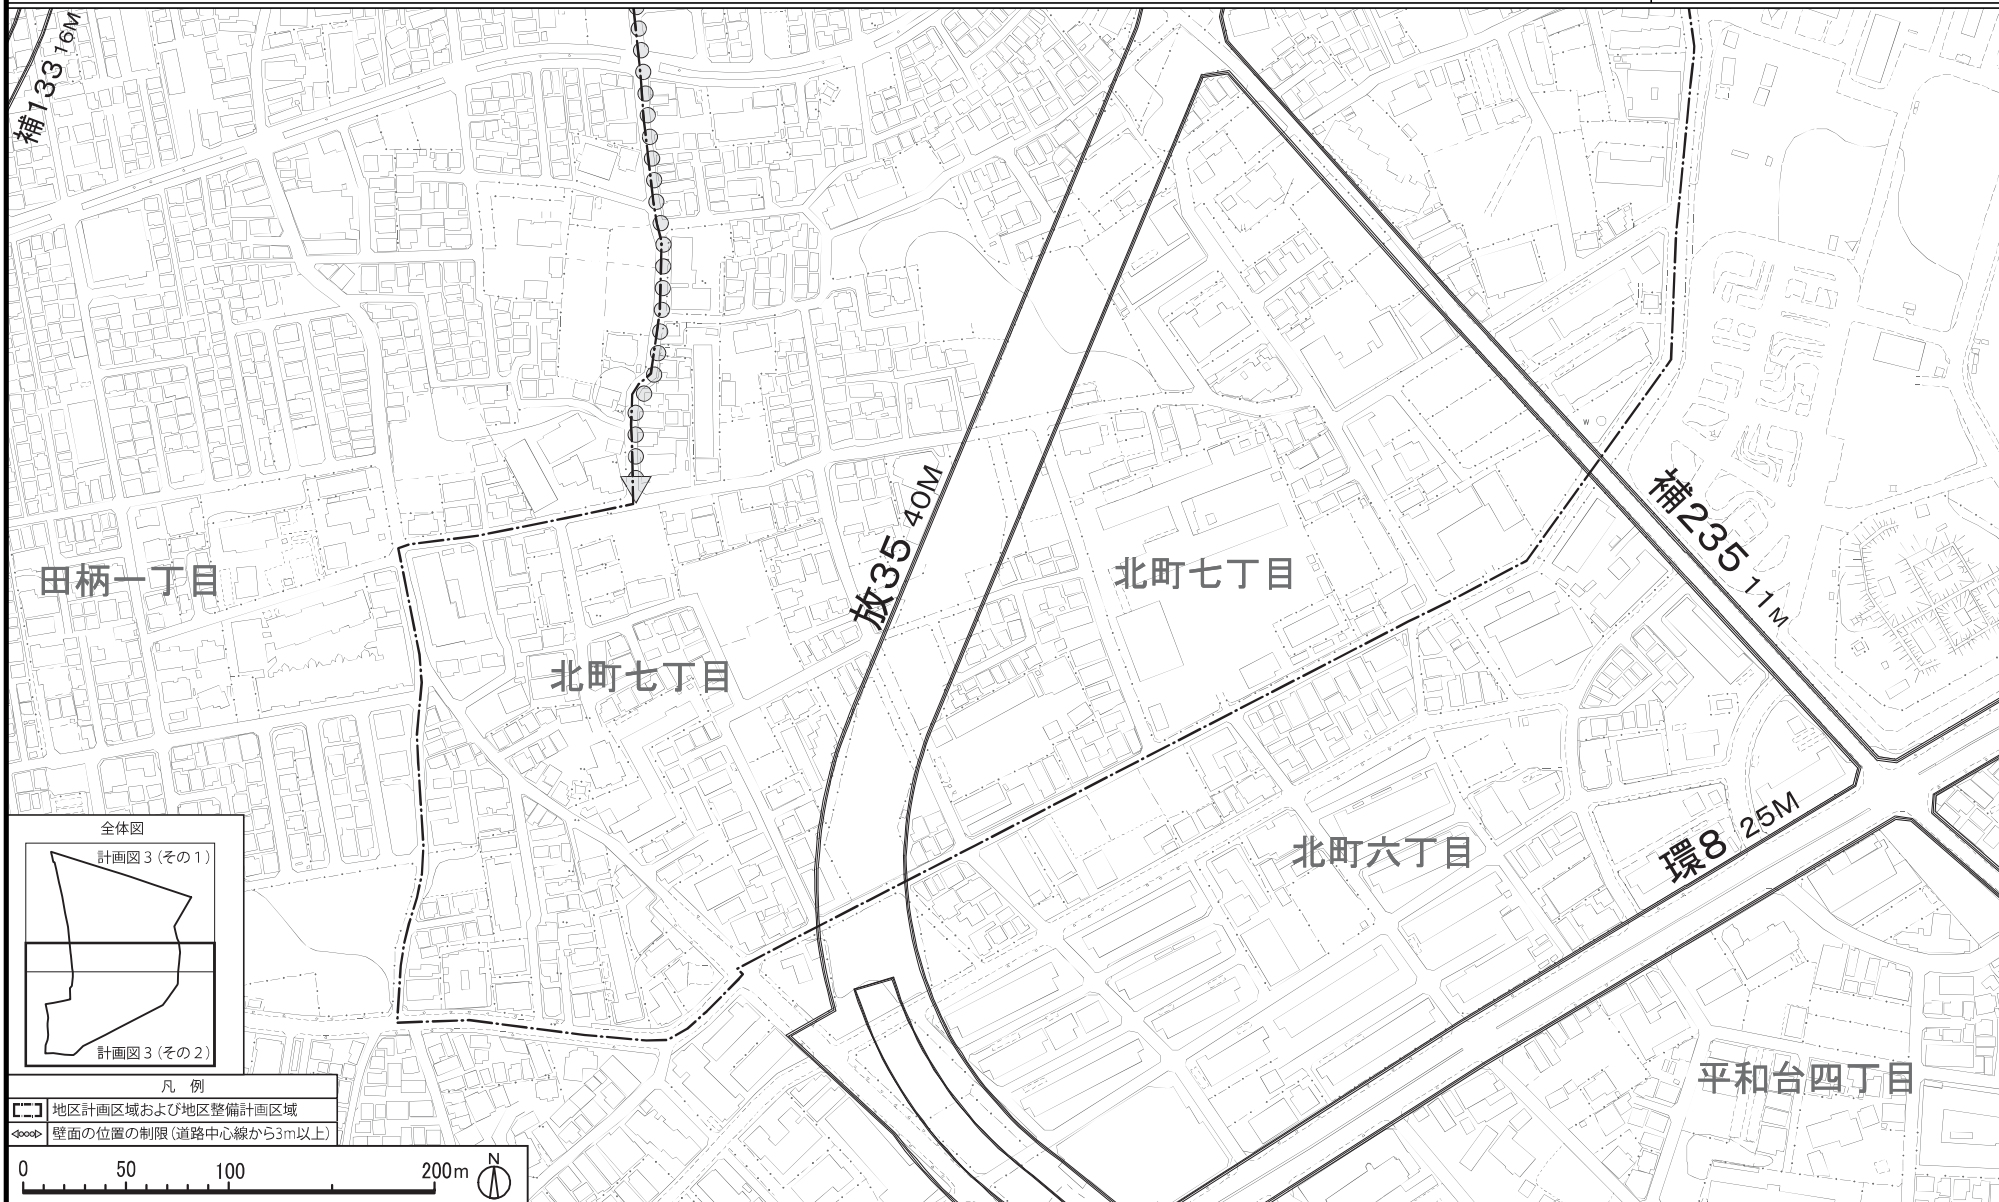 補133 16M
放35 40M
補235 11M
田柄一丁目
北町七丁目
北町七丁目
北町六丁目
環8 25M
平和台四丁目
W
全体図
計画図3(その1)
計画図3(その2)
凡 例
地区計画区域および地区整備計画区域
壁面の位置の制限(道路中心線から3m以上)
0 50 100 200m
N